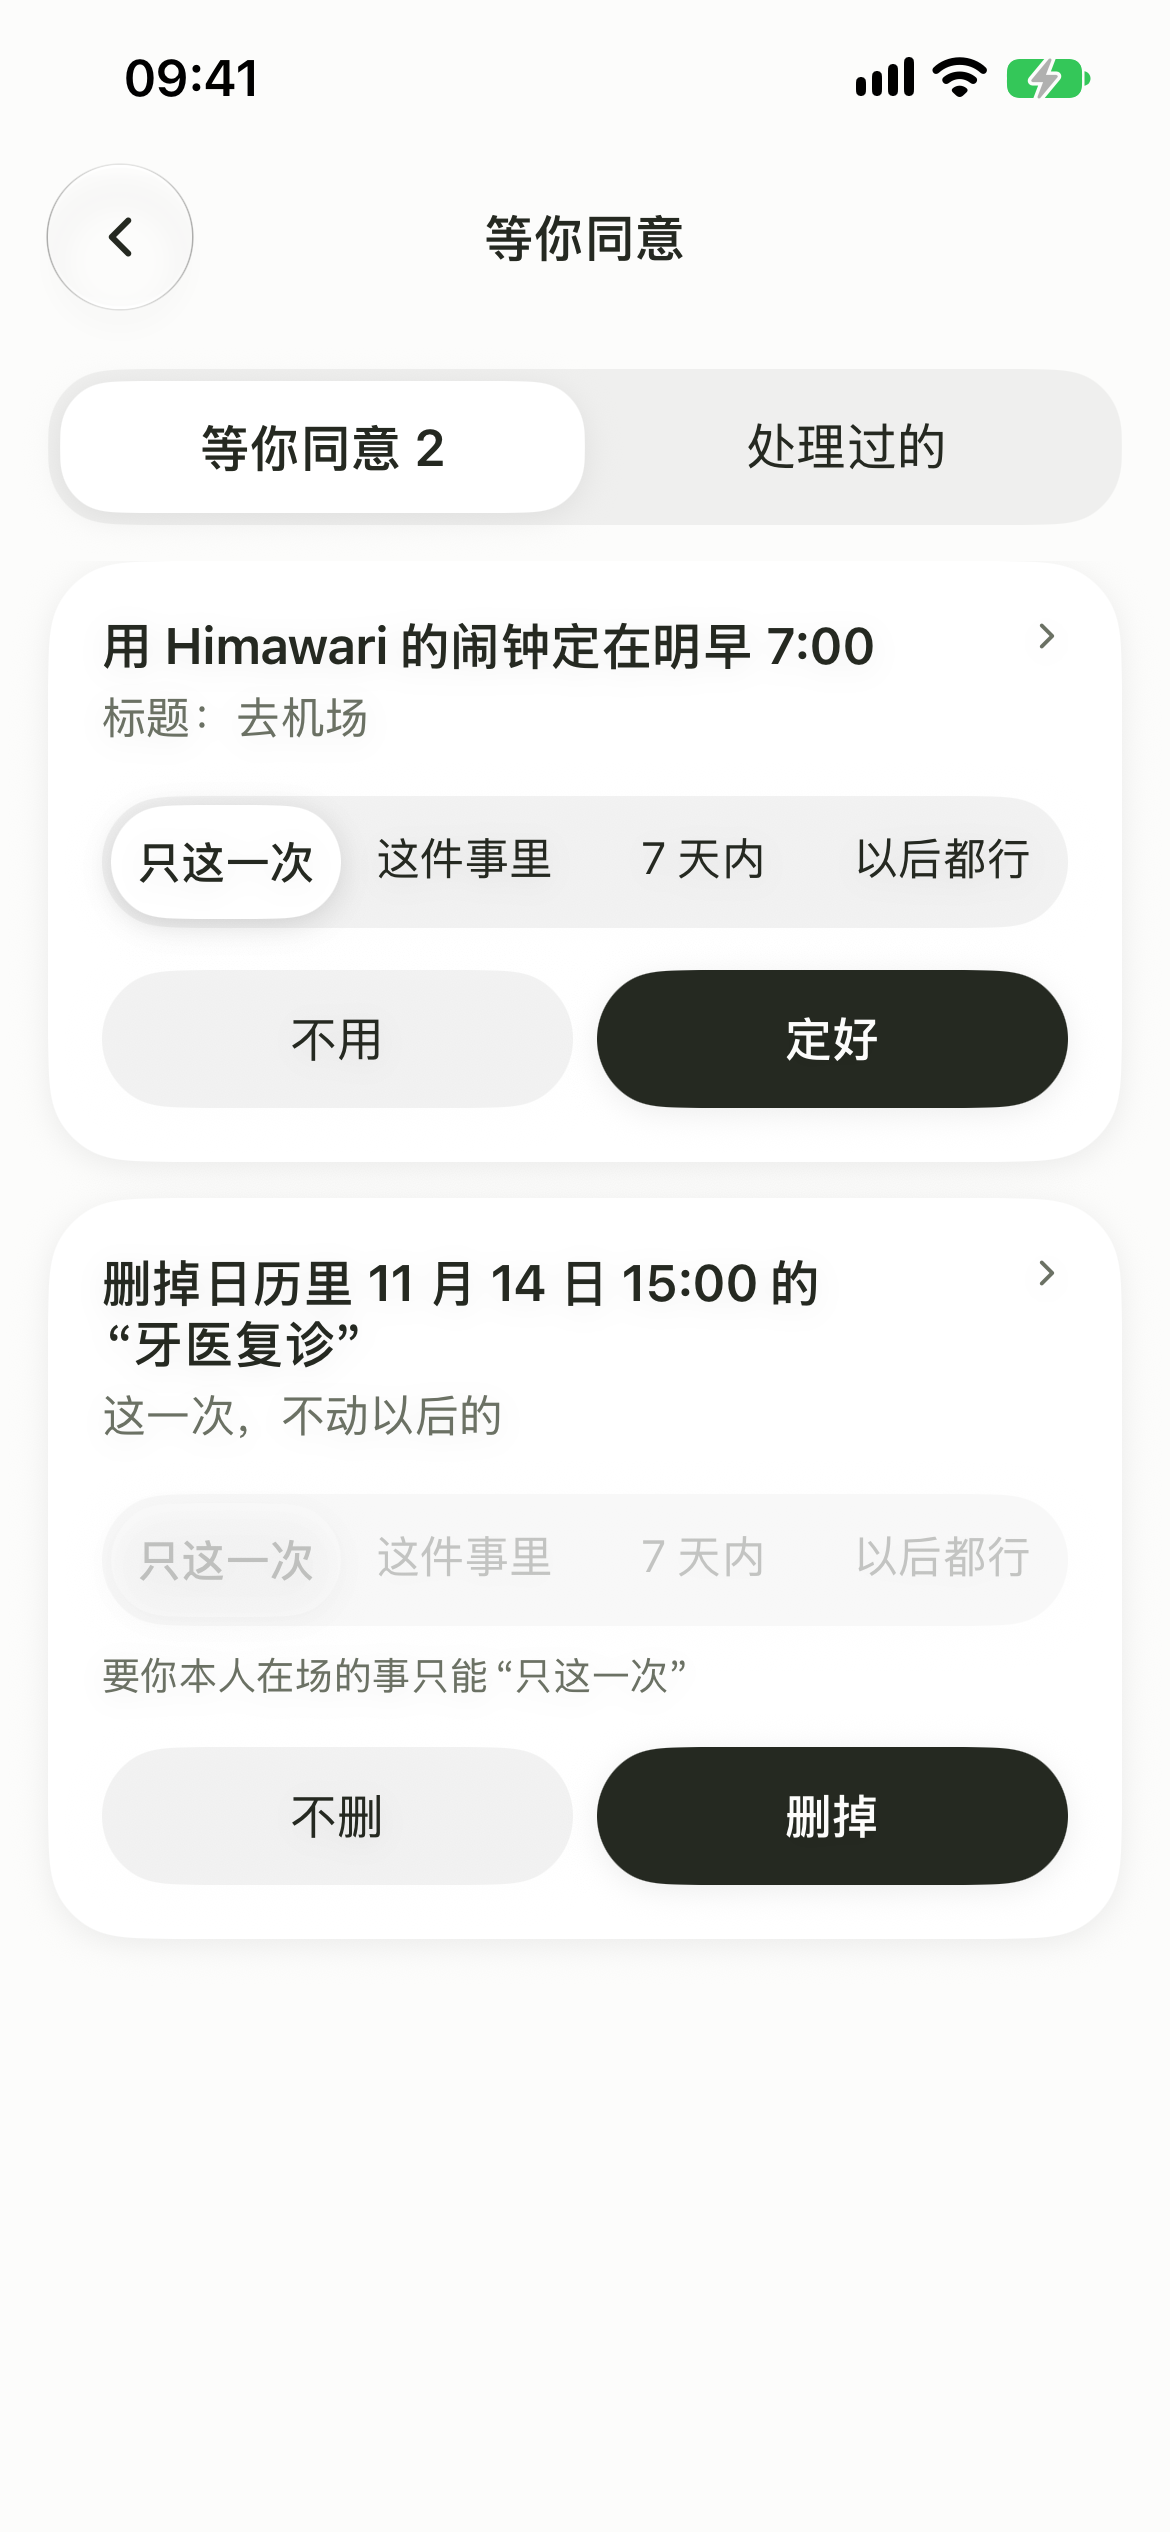 09:41
等你同意
等你同意 2
处理过的
用 Himawari 的闹钟定在明早 7:00
标题：去机场
只这一次
这件事里
7 天内
以后都行
不用
定好
删掉日历里 11 月 14 日 15:00 的
“牙医复诊”
这一次，不动以后的
只这一次
这件事里
7 天内
以后都行
要你本人在场的事只能“只这一次”
不删
删掉